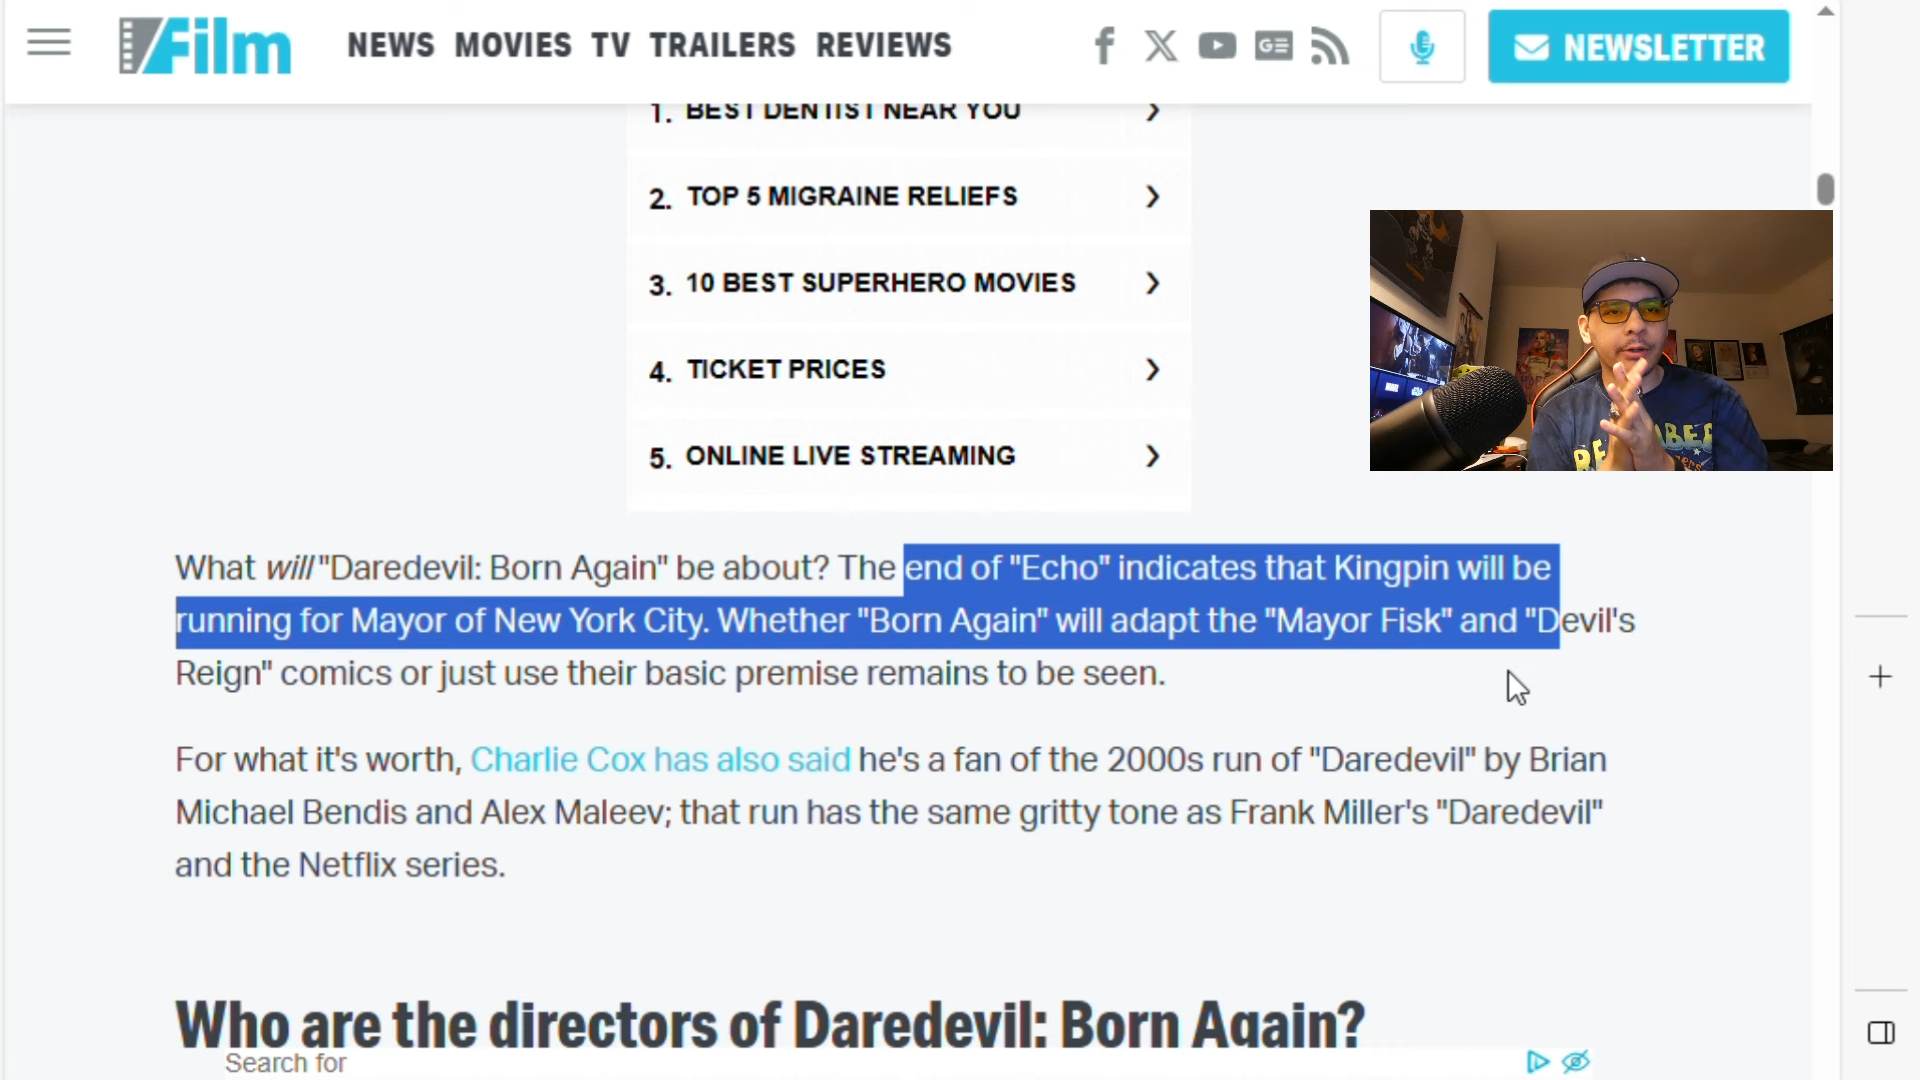 /Film
NEWS MOVIES TV TRAILERS REVIEWS
GE
NEWSLETTER
1. BEST DENTIST NEAR YOU
2. TOP 5 MIGRAINE RELIEFS
3. 10 BEST SUPERHERO MOVIES
4. TICKET PRICES
5. ONLINE LIVE STREAMING
What will "Daredevil: Born Again" be about? The end of "Echo" indicates that Kingpin will be
running for Mayor of New York City. Whether "Born Again" will adapt the "Mayor Fisk" and "Devil's
Reign" comics or just use their basic premise remains to be seen.
For what it's worth, Charlie Cox has also said he's a fan of the 2000s run of "Daredevil" by Brian
Michael Bendis and Alex Maleev; that run has the same gritty tone as Frank Miller's "Daredevil"
and the Netflix series.
Who are the directors of Daredevil: Born Again?
Search for